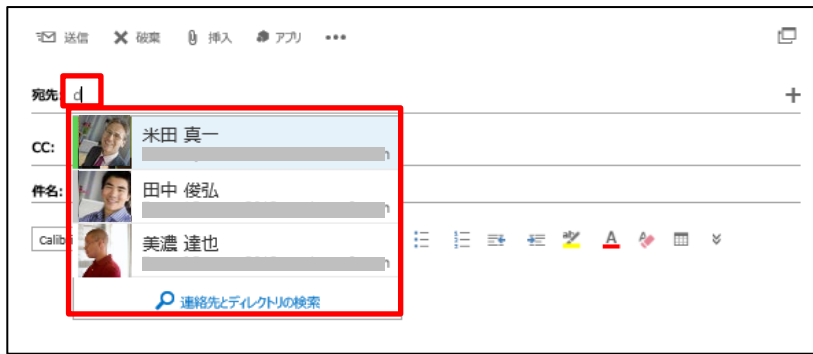 送信 破棄 挿入 アプリ •••
宛先: d
米田 真一
CC:
田中 俊弘
件名:
美濃 達也
Calib
連絡先とディレクトリの検索